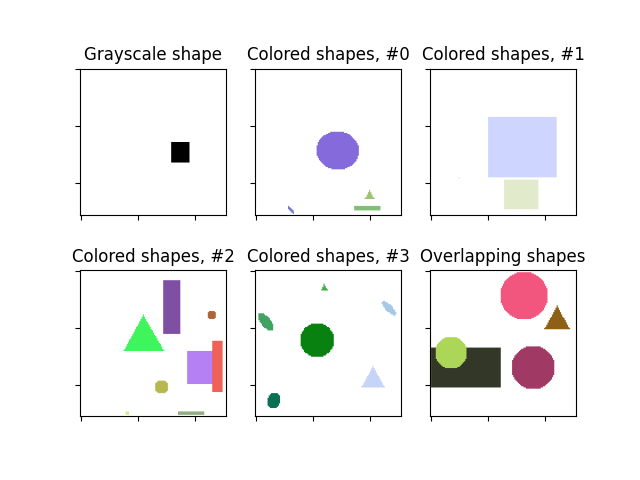 Grayscale shape
Colored shapes, #0
Colored shapes, #1
Colored shapes, #2
Colored shapes, #3
Overlapping shapes